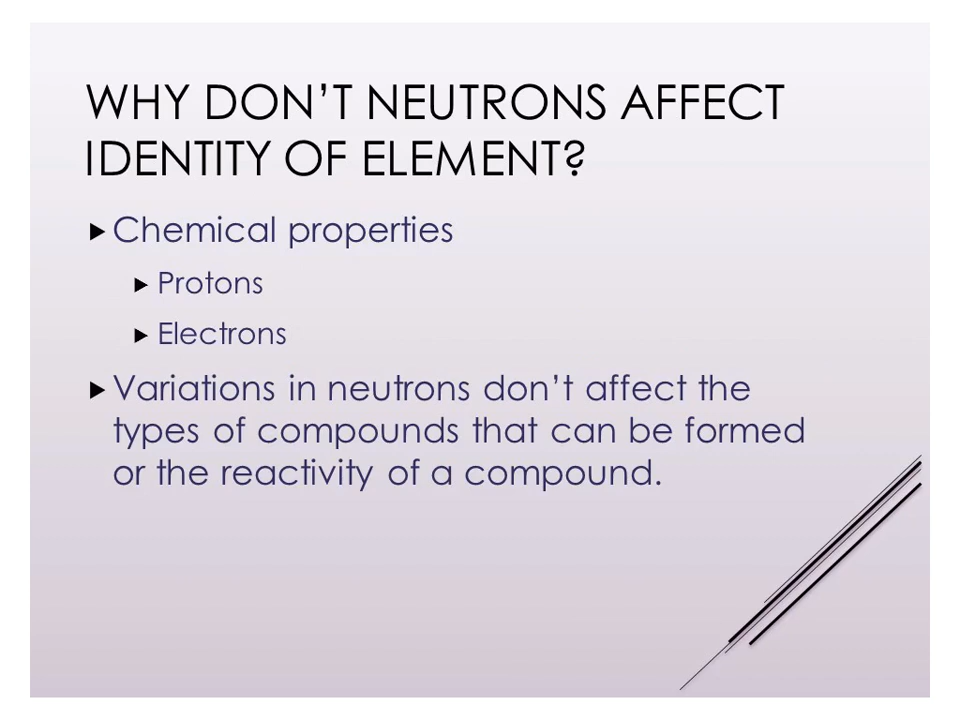 WHY DON’T NEUTRONS AFFECT
IDENTITY OF ELEMENT?
Chemical properties
Protons
Electrons
Variations in neutrons don’t affect the
types of compounds that can be formed
or the reactivity of a compound.